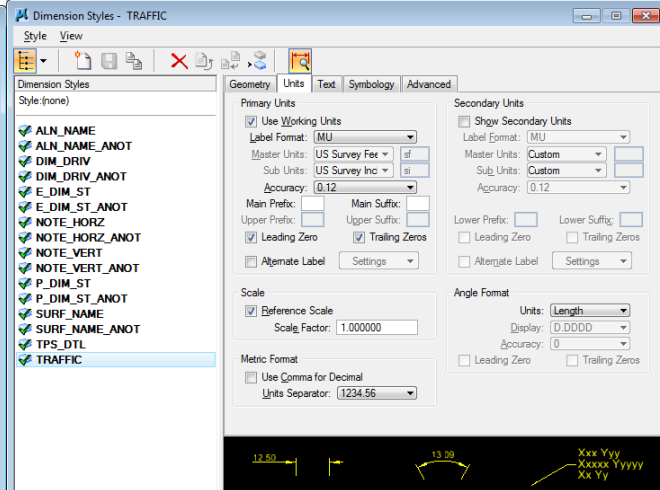 Dimension Styles - TRAFFIC
Style View
Dimension Styles
Style:(none)
ALN_NAME
ALN_NAME_ANOT
DIM_DRIV
DIM_DRIV_ANOT
E_DIM_ST
E_DIM_ST_ANOT
NOTE_HORZ
NOTE_HORZ_ANOT
NOTE_VERT
NOTE_VERT_ANOT
P_DIM_ST
P_DIM_ST_ANOT
SURF_NAME
SURF_NAME_ANOT
TPS_DTL
TRAFFIC
Geometry Units Text Symbology Advanced
Primary Units
Use Working Units
Label Format: MU
Master Units: US Survey Fee sf
Sub Units: US Survey Incl si
Accuracy: 0.12
Main Prefix: Main Suffix:
Upper Prefix: Upper Suffix:
Leading Zero Trailing Zeros
Alternate Label Settings
Scale
Reference Scale
Scale Factor: 1.000000
Metric Format
Use Comma for Decimal
Units Separator: 1234.56
Secondary Units
Show Secondary Units
Label Format: MU
Master Units: Custom
Sub Units: Custom
Accuracy: 0.12
Lower Prefix: Lower Suffix:
Leading Zero Trailing Zeros
Alternate Label Settings
Angle Format
Units: Length
Display: D.DDDD
Accuracy: 0
Leading Zero Trailing Zeros
12.50
13.09
Xxx Yyy
Xxxxx Yyyyy
Xx Yy